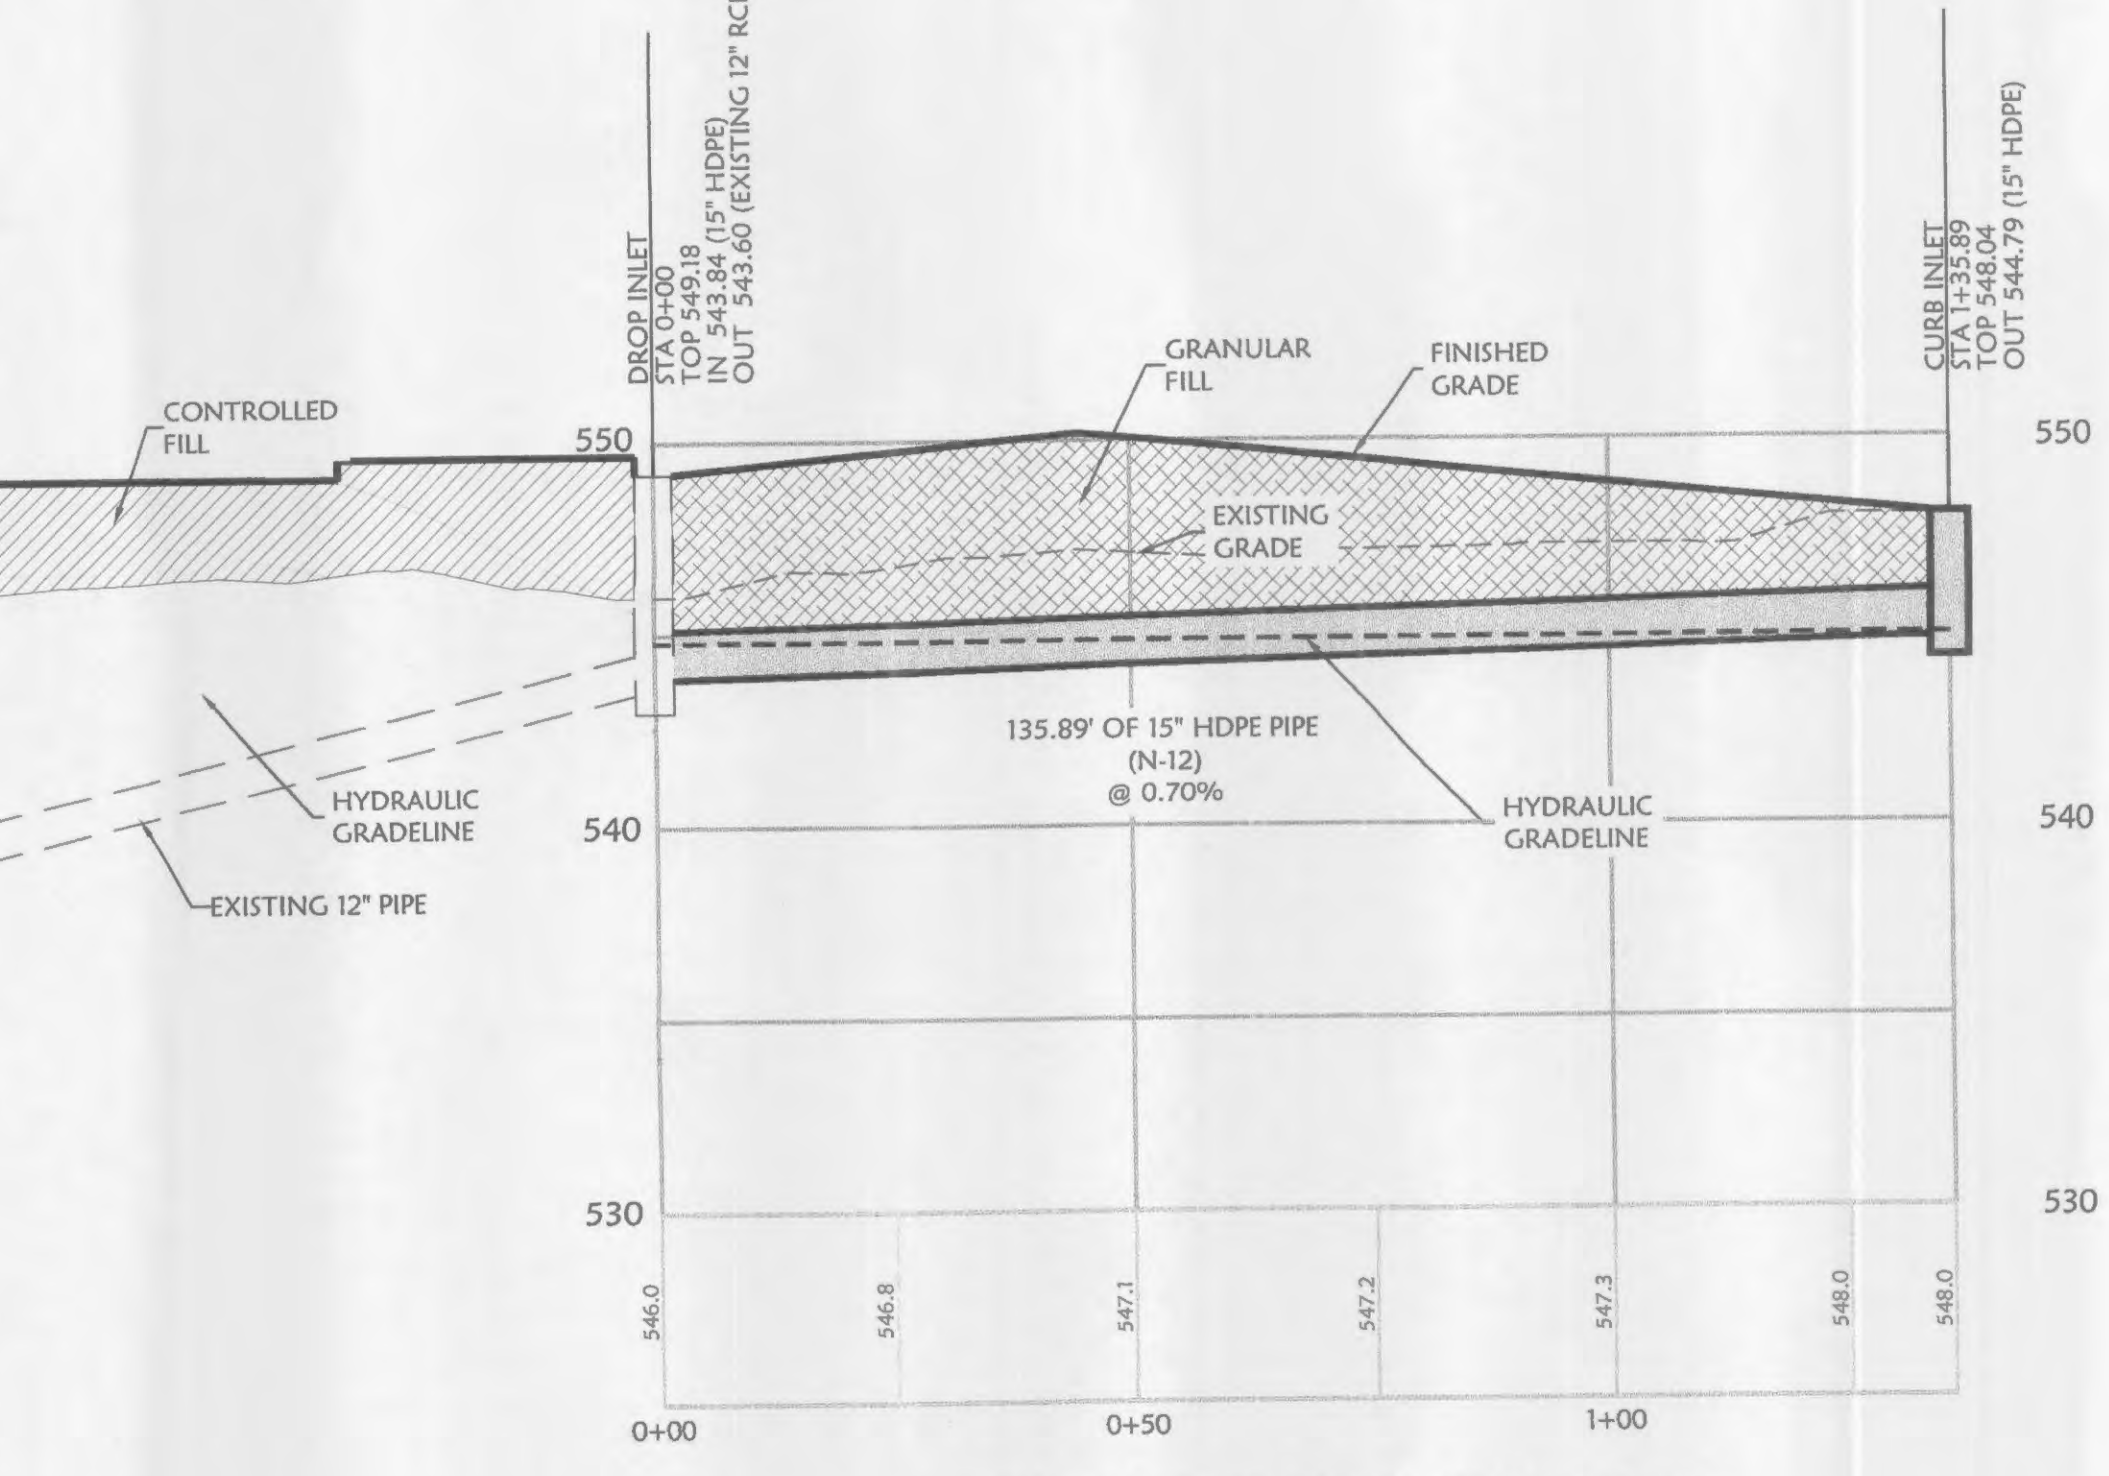 DROP INLET
STA 0+00
TOP 549.18
IN 543.84 (15" HDPE)
OUT 543.60 (EXISTING 12"
CURB INLET
STA 1+35.89
TOP 548.04
OUT 544.79 (15" HDPE)
CONTROLLED
FILL
GRANULAR
FILL
FINISHED
GRADE
550
550
EXISTING
GRADE
135.89' OF 15" HDPE PIPE
(N-12)
@ 0.70%
HYDRAULIC
GRADELINE
HYDRAULIC
GRADELINE
540
540
EXISTING 12" PIPE
530
530
546.0
546.8
547.1
547.2
547.3
548.0
548.0
0+00
0+50
1+00